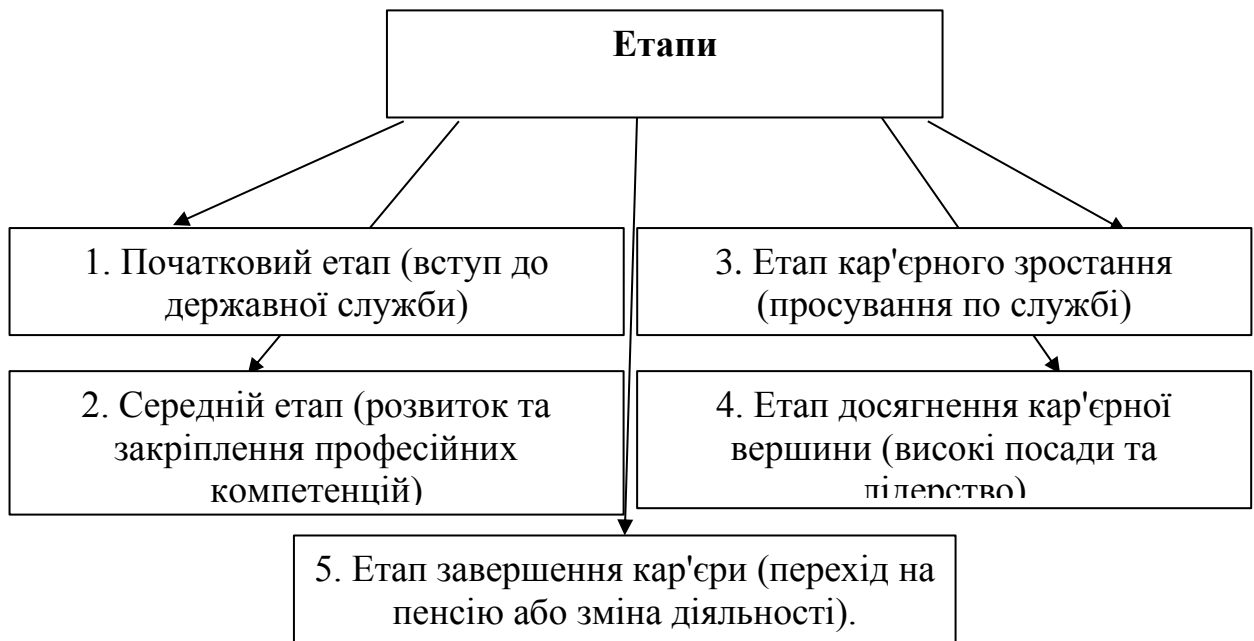 Етапи
1. Початковий етап (вступ до
державної служби)
2. Середній етап (розвиток та
закріплення професійних
компетенцій)
3. Етап кар'єрного зростання
(просування по службі)
4. Етап досягнення кар'єрної
вершини (високі посади та
лідерство)
5. Етап завершення кар'єри (перехід на
пенсію або зміна діяльності).